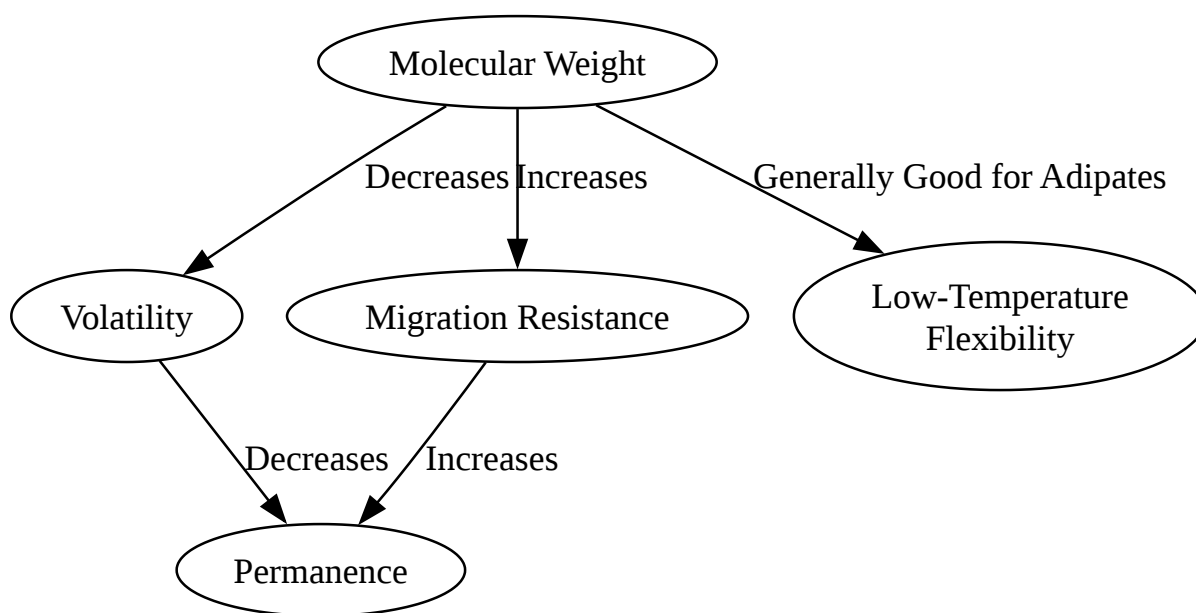 Molecular Weight
Decreases
Increases
Generally Good for Adipates
Volatility
Migration Resistance
Low-Temperature
Flexibility
Decreases
Increases
Permanence